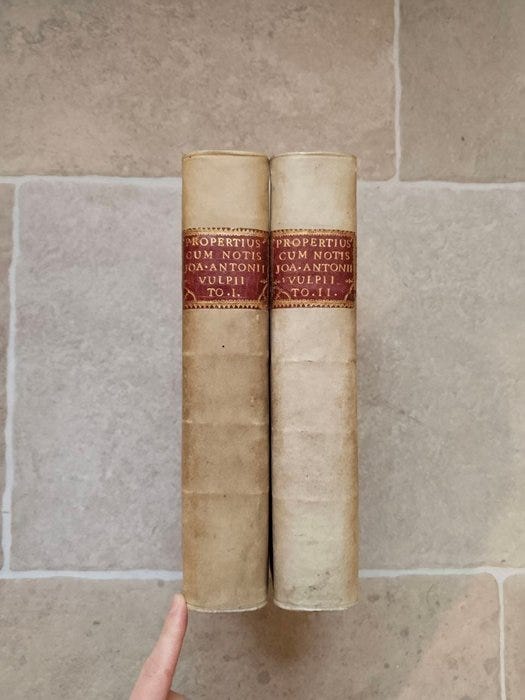 PROPERTIUS
CUM NOTIS
JOA·ANTONII
VULPII
TO·I.
PROPERTIUS
CUM NOTIS
JOA·ANTONII
VULPII
TO·II.